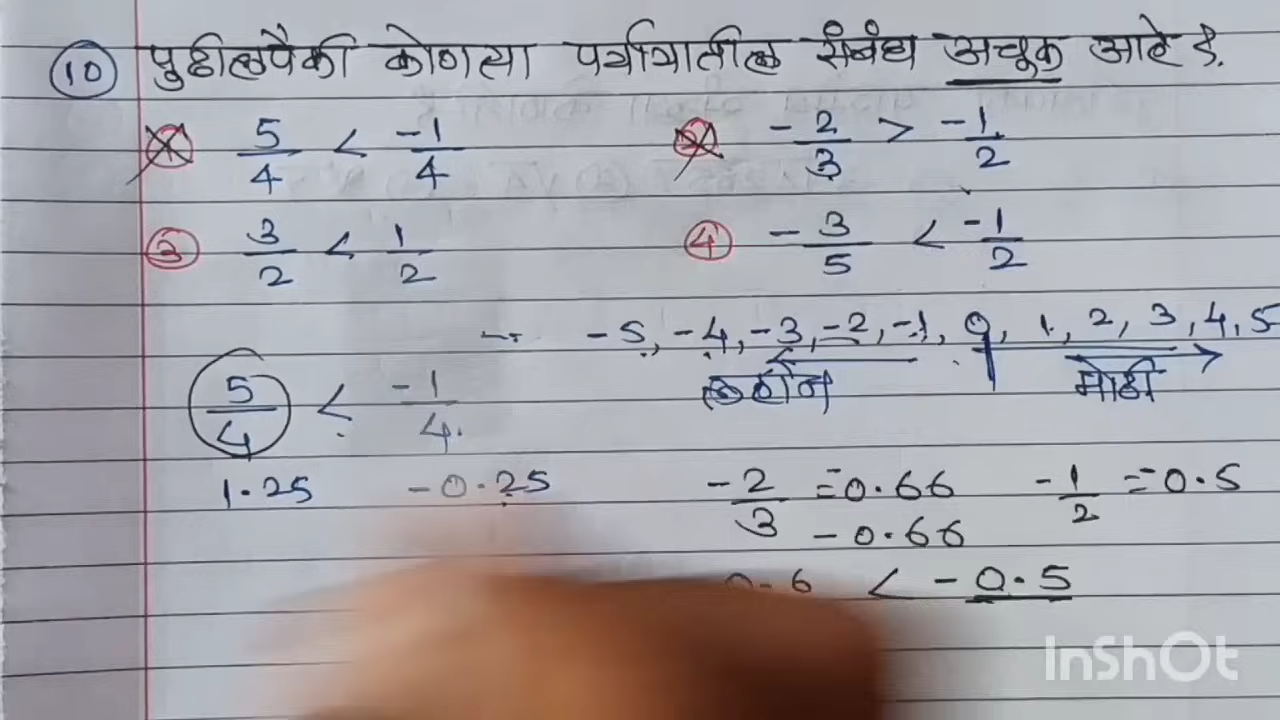 10 पुढीलपैकी कोणत्या पर्यायातील संबंध अचूक आहे ?.
1 5/4 < -1/4 2 -2/3 > -1/2
3 3/2 < 1/2 4 -3/5 < -1/2
-5, -4, -3, -2, -1, 0, 1, 2, 3, 4, 5
लहान मोठी
5/4 < -1/4
1.25 -0.25 -2/3 = 0.66 -1/2 = 0.5
-0.66
0.6 < -0.5
InShOt